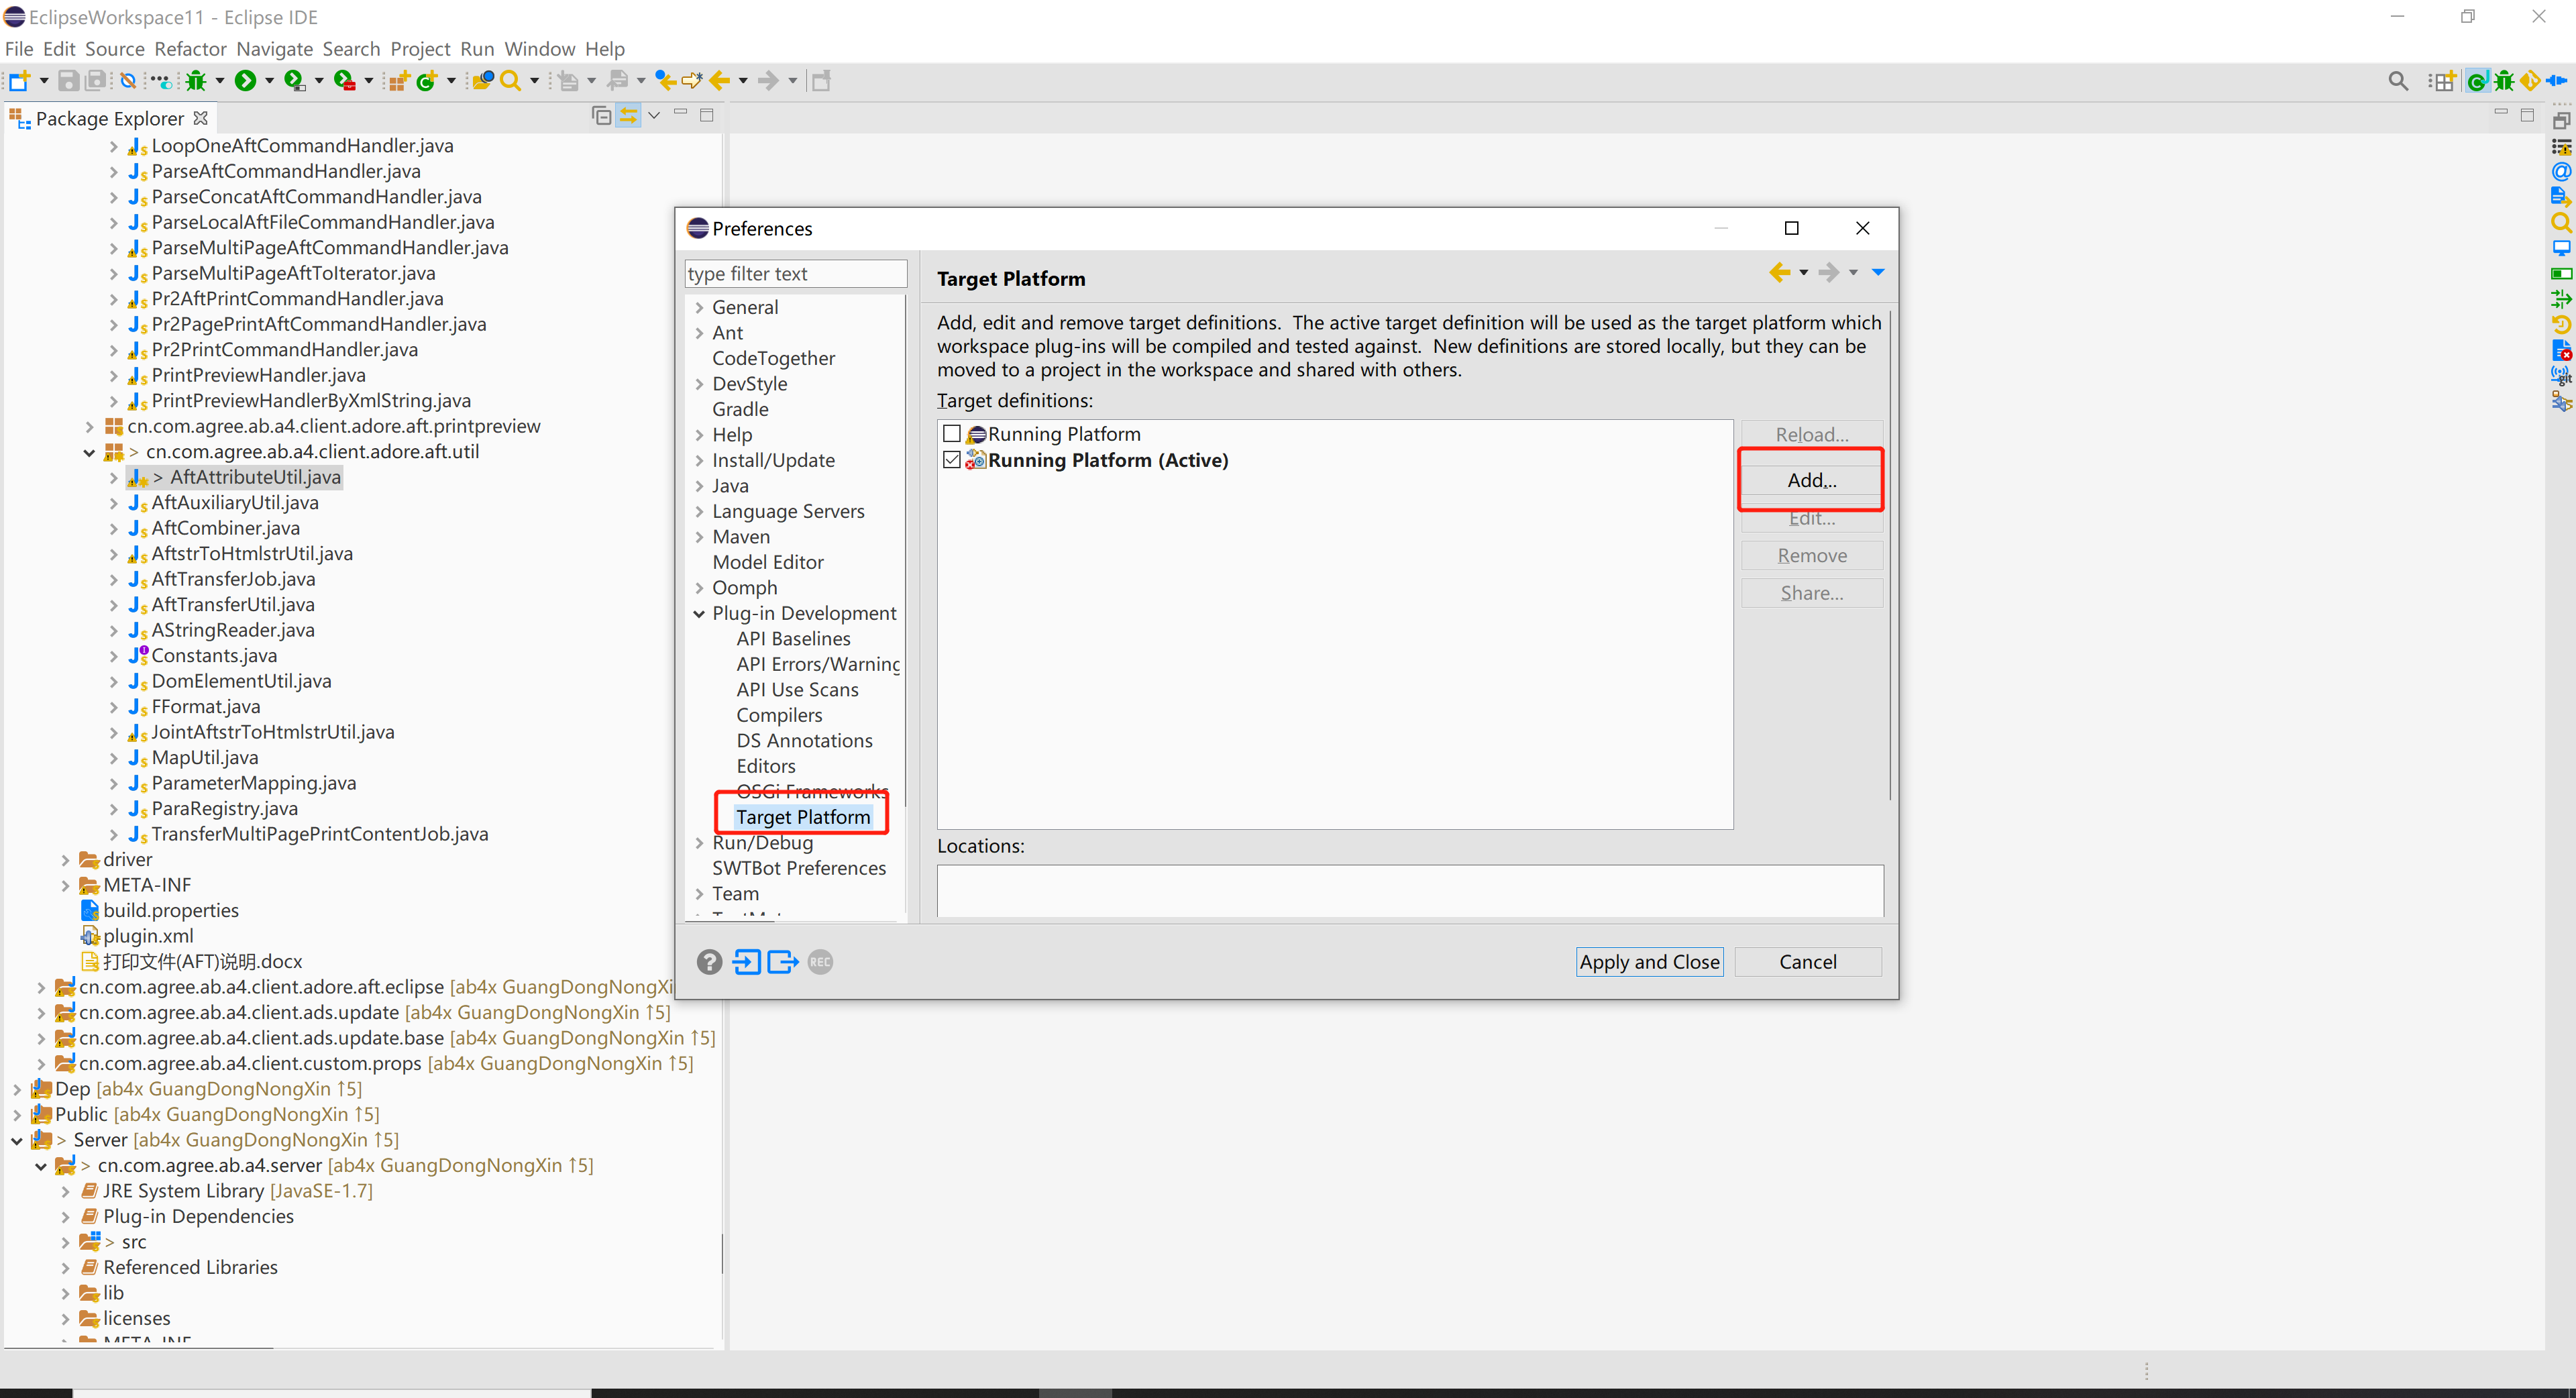 EclipseWorkspace11 - Eclipse IDE
File Edit Source Refactor Navigate Search Project Run Window Help
Package Explorer
LoopOneAftCommandHandler.java
ParseAftCommandHandler.java
ParseConcatAftCommandHandler.java
ParseLocalAftFileCommandHandler.java
ParseMultiPageAftCommandHandler.java
ParseMultiPageAftToIterator.java
Pr2AftPrintCommandHandler.java
Pr2PagePrintAftCommandHandler.java
Pr2PrintCommandHandler.java
PrintPreviewHandler.java
PrintPreviewHandlerByXmlString.java
cn.com.agree.ab.a4.client.adore.aft.printpreview
> cn.com.agree.ab.a4.client.adore.aft.util
> AftAttributeUtil.java
AftAuxiliaryUtil.java
AftCombiner.java
AftstrToHtmlstrUtil.java
AftTransferJob.java
AftTransferUtil.java
AStringReader.java
Constants.java
DomElementUtil.java
FFormat.java
JointAftstrToHtmlstrUtil.java
MapUtil.java
ParameterMapping.java
ParaRegistry.java
TransferMultiPagePrintContentJob.java
driver
META-INF
build.properties
plugin.xml
打印文件(AFT)说明.docx
cn.com.agree.ab.a4.client.adore.aft.eclipse [ab4x GuangDongNongXi
cn.com.agree.ab.a4.client.ads.update [ab4x GuangDongNongXin ↑5]
cn.com.agree.ab.a4.client.ads.update.base [ab4x GuangDongNongXin ↑5]
cn.com.agree.ab.a4.client.custom.props [ab4x GuangDongNongXin ↑5]
Dep [ab4x GuangDongNongXin ↑5]
Public [ab4x GuangDongNongXin ↑5]
> Server [ab4x GuangDongNongXin ↑5]
> cn.com.agree.ab.a4.server [ab4x GuangDongNongXin ↑5]
JRE System Library [JavaSE-1.7]
Plug-in Dependencies
> src
Referenced Libraries
lib
licenses
META-INF
Preferences
type filter text
General
Ant
CodeTogether
DevStyle
Gradle
Help
Install/Update
Java
Language Servers
Maven
Model Editor
Oomph
Plug-in Development
API Baselines
API Errors/Warning
API Use Scans
Compilers
DS Annotations
Editors
OSGi Frameworks
Target Platform
Run/Debug
SWTBot Preferences
Team
Target Platform
Add, edit and remove target definitions. The active target definition will be used as the target platform which
workspace plug-ins will be compiled and tested against. New definitions are stored locally, but they can be
moved to a project in the workspace and shared with others.
Target definitions:
Running Platform
Running Platform (Active)
Reload...
Add...
Edit...
Remove
Share...
Locations:
REC
Apply and Close
Cancel
git